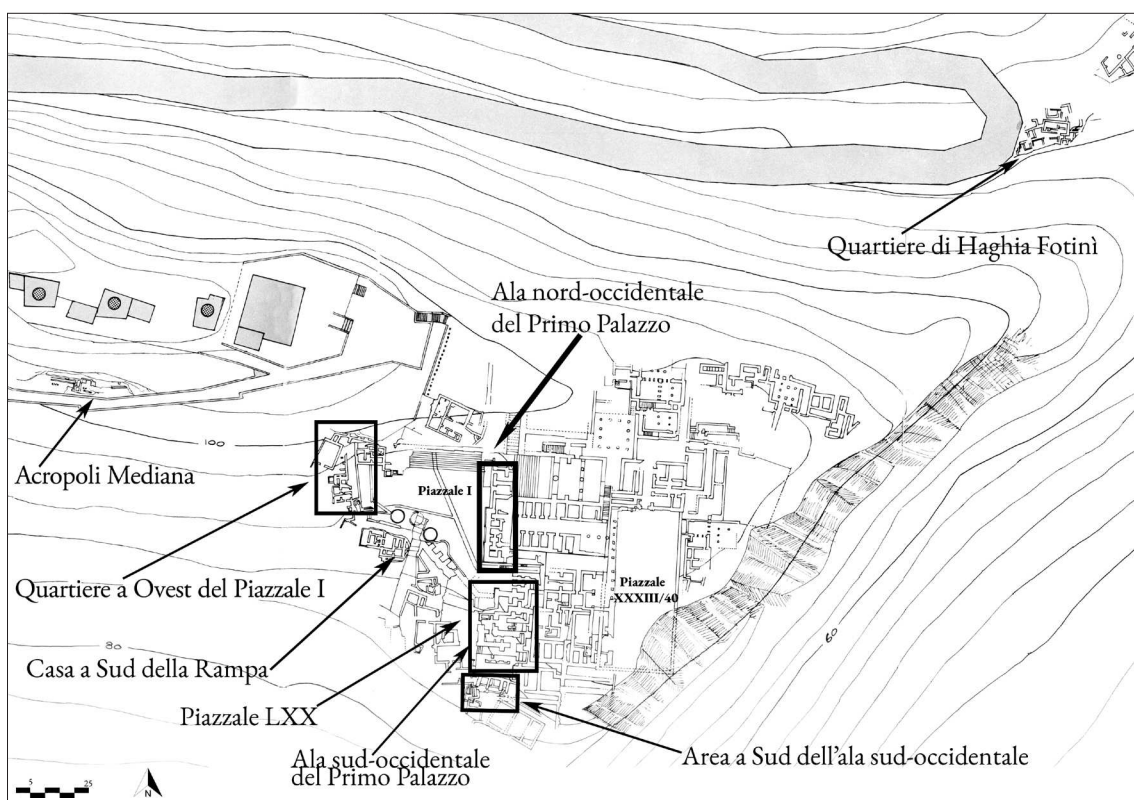 Quartiere di Haghia Fotinì
Ala nord-occidentale
del Primo Palazzo
100
Acropoli Mediana
Piazzale I
Quartiere a Ovest del Piazzale I
Piazzale
XXXIII/40
60
80
Casa a Sud della Rampa
Piazzale LXX
Ala sud-occidentale
del Primo Palazzo
Area a Sud dell'ala sud-occidentale
5
25
N